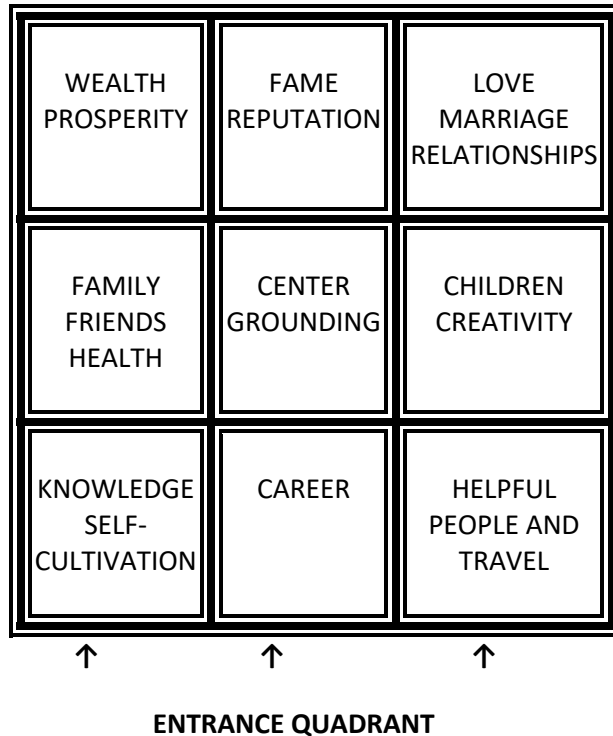 WEALTH
PROSPERITY
FAME
REPUTATION
LOVE
MARRIAGE
RELATIONSHIPS
FAMILY
FRIENDS
HEALTH
CENTER
GROUNDING
CHILDREN
CREATIVITY
KNOWLEDGE
SELF-
CULTIVATION
CAREER
HELPFUL
PEOPLE AND
TRAVEL
↑ ↑ ↑
ENTRANCE QUADRANT